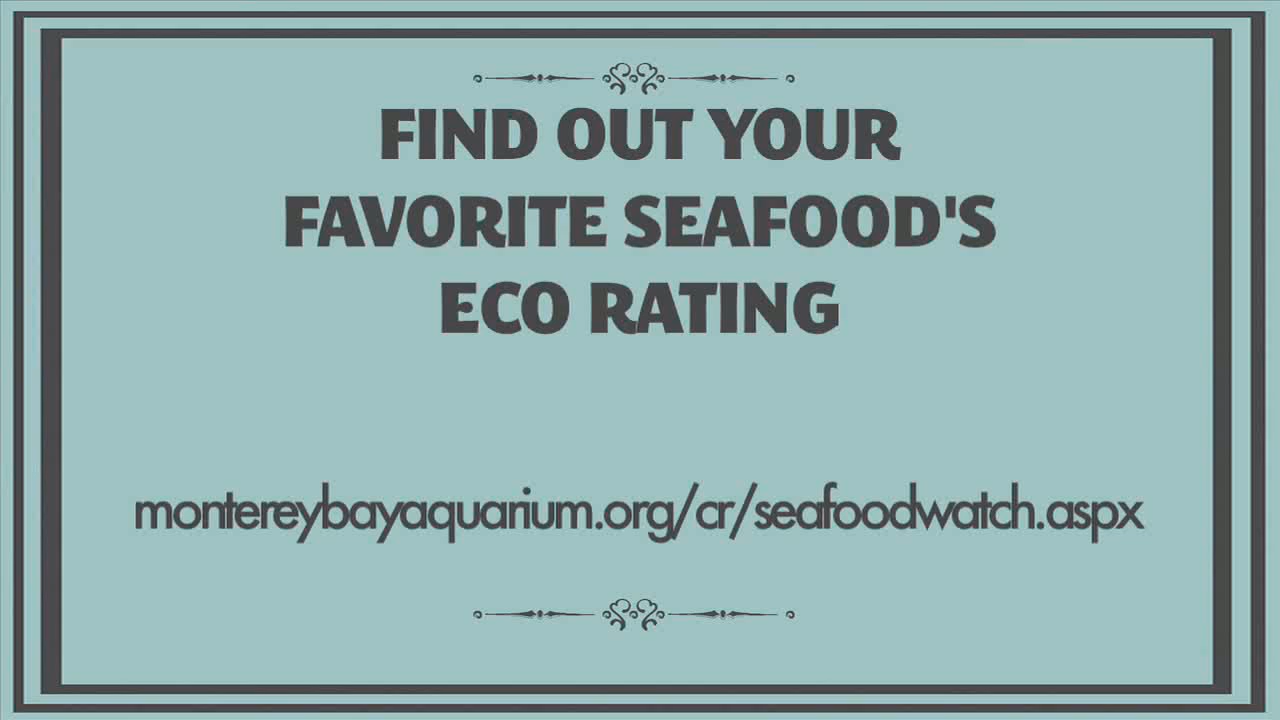 FIND OUT YOUR
FAVORITE SEAFOOD'S
ECO RATING
montereybayaquarium.org/cr/seafoodwatch.aspx